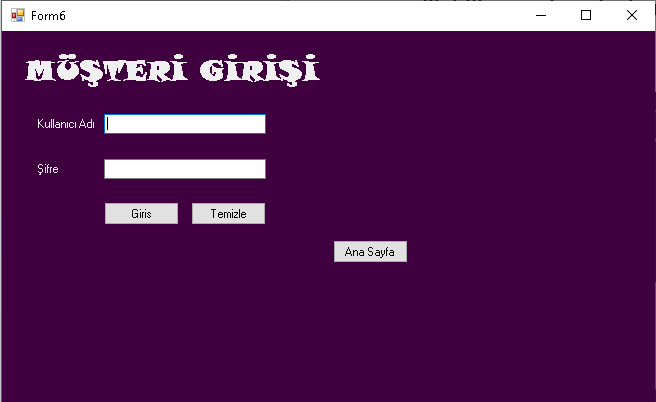 Form6
MÜŞTERİ GİRİŞİ
Kullanıcı Adı
Şifre
Giris Temizle
Ana Sayfa